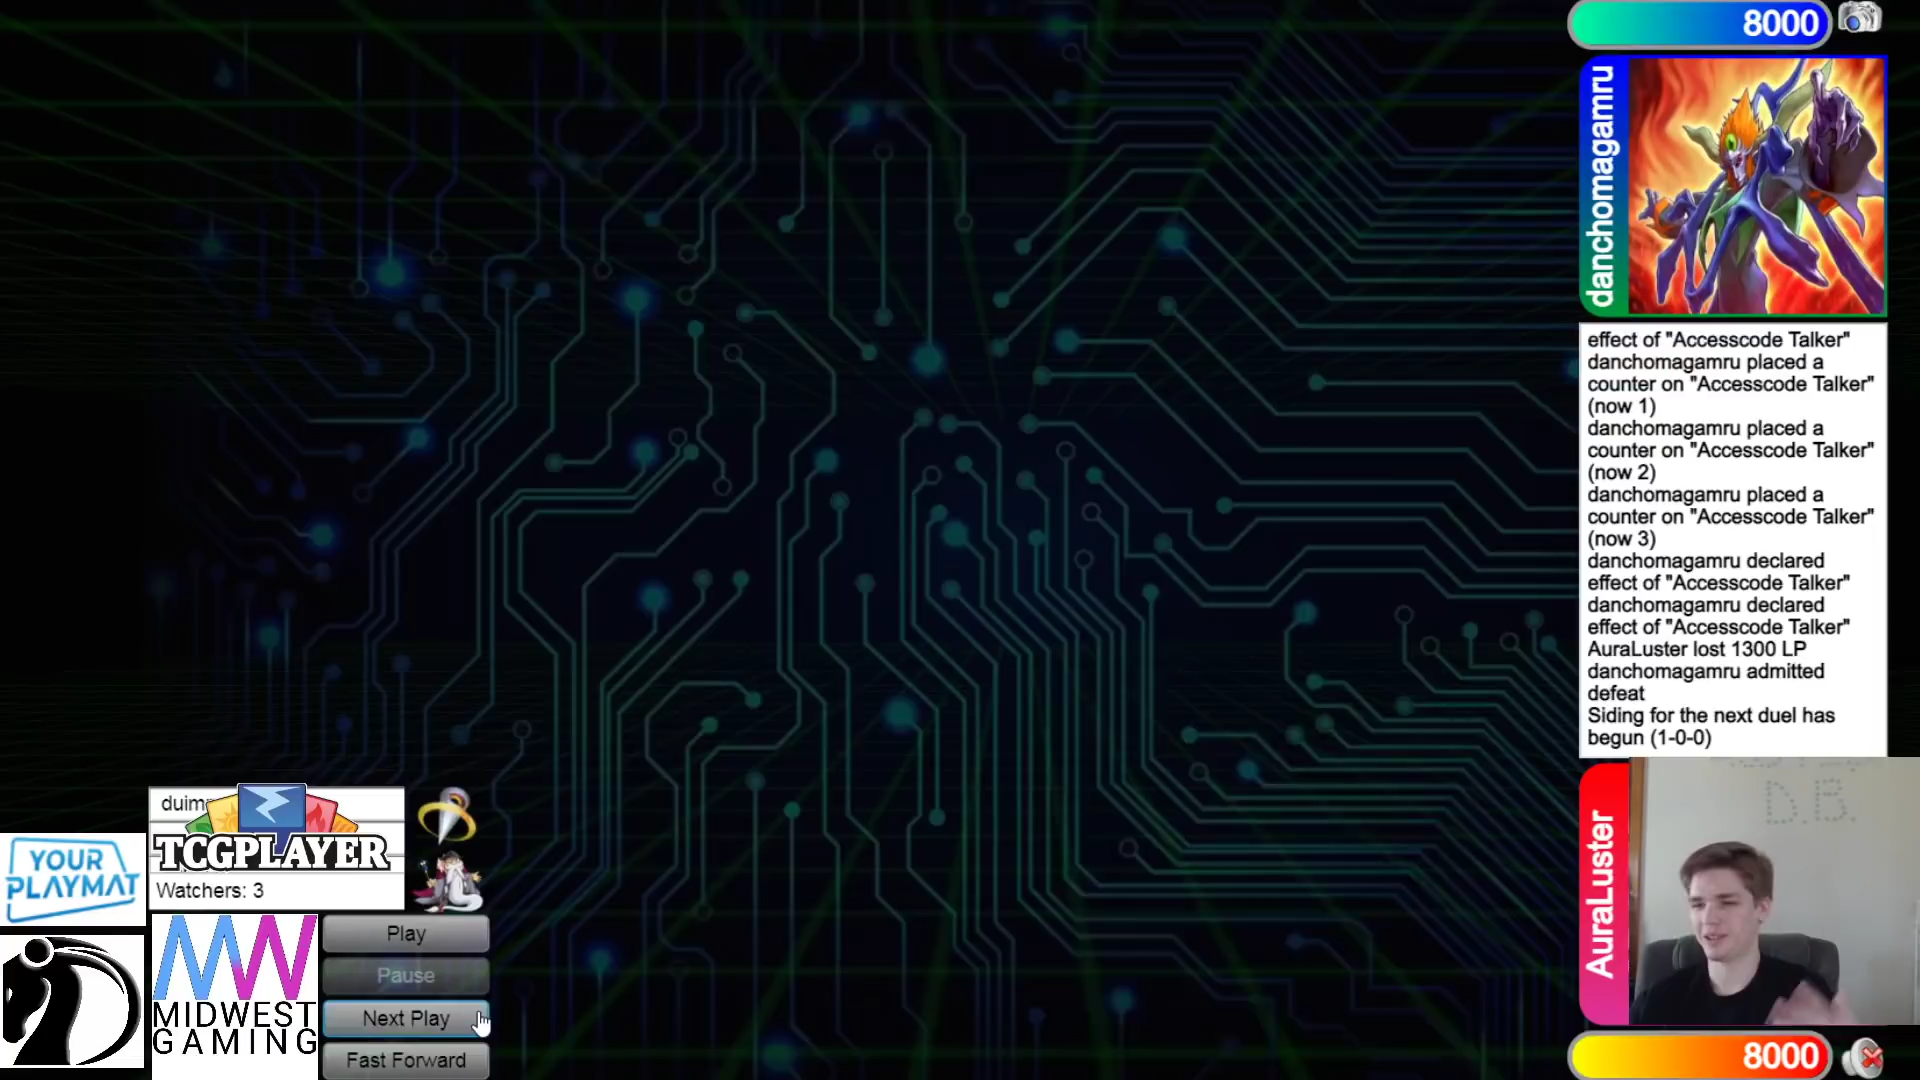 8000
danchomagamru
effect of "Accesscode Talker"
danchomagamru placed a
counter on "Accesscode Talker"
(now 1)
danchomagamru placed a
counter on "Accesscode Talker"
(now 2)
danchomagamru placed a
counter on "Accesscode Talker"
(now 3)
danchomagamru declared
effect of "Accesscode Talker"
danchomagamru declared
effect of "Accesscode Talker"
AuraLuster lost 1300 LP
danchomagamru admitted
defeat
Siding for the next duel has
begun (1-0-0)
D.B.
AuraLuster
8000
YOUR
PLAYMAT
TCGPLAYER
Watchers: 3
MW
MIDWEST
GAMING
Play
Pause
Next Play
Fast Forward